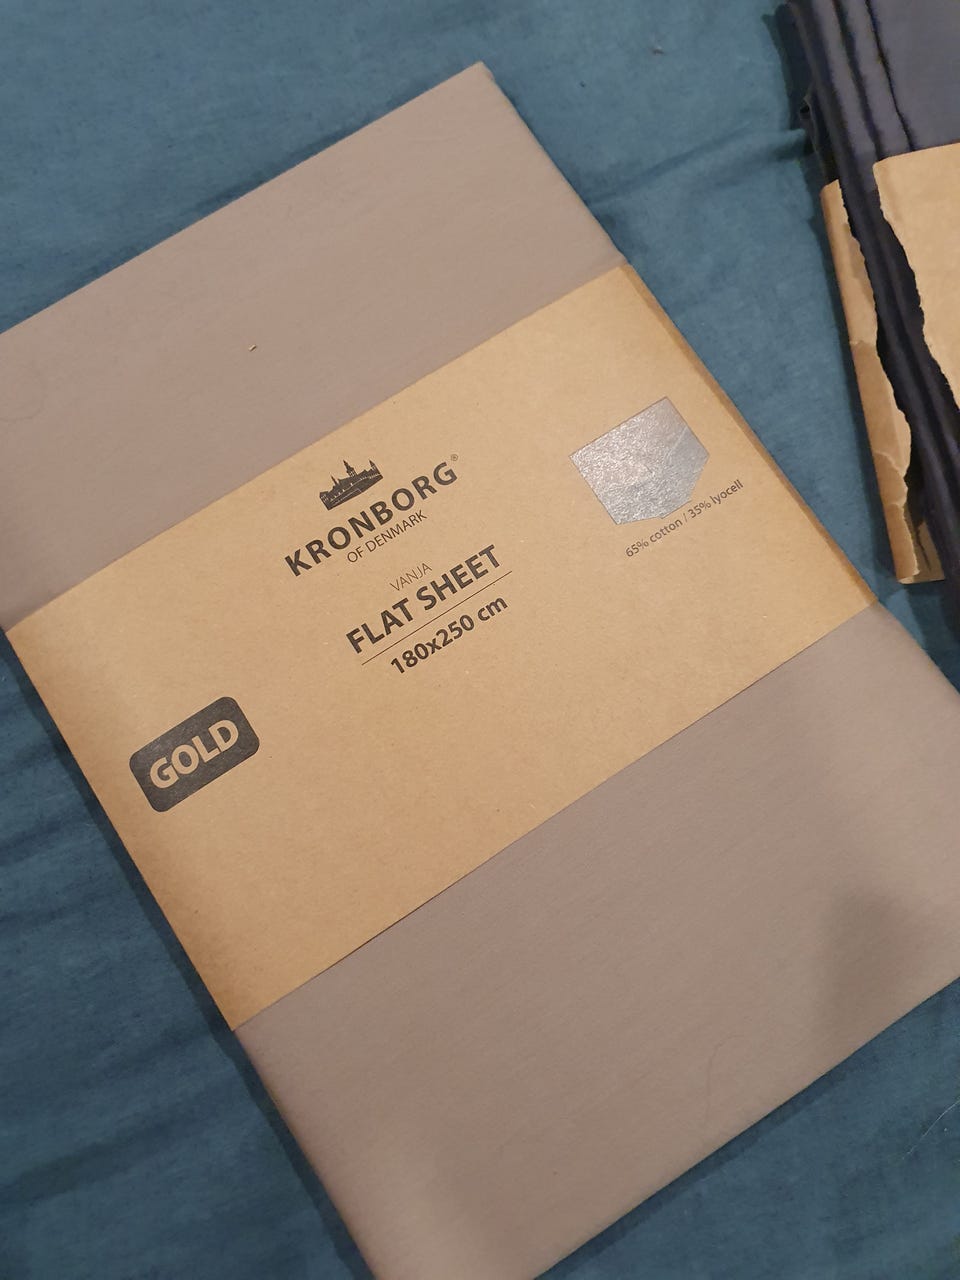 KRONBORG®
OF DENMARK
VANJA
FLAT SHEET
180x250 cm
65% cotton / 35% lyocell
GOLD